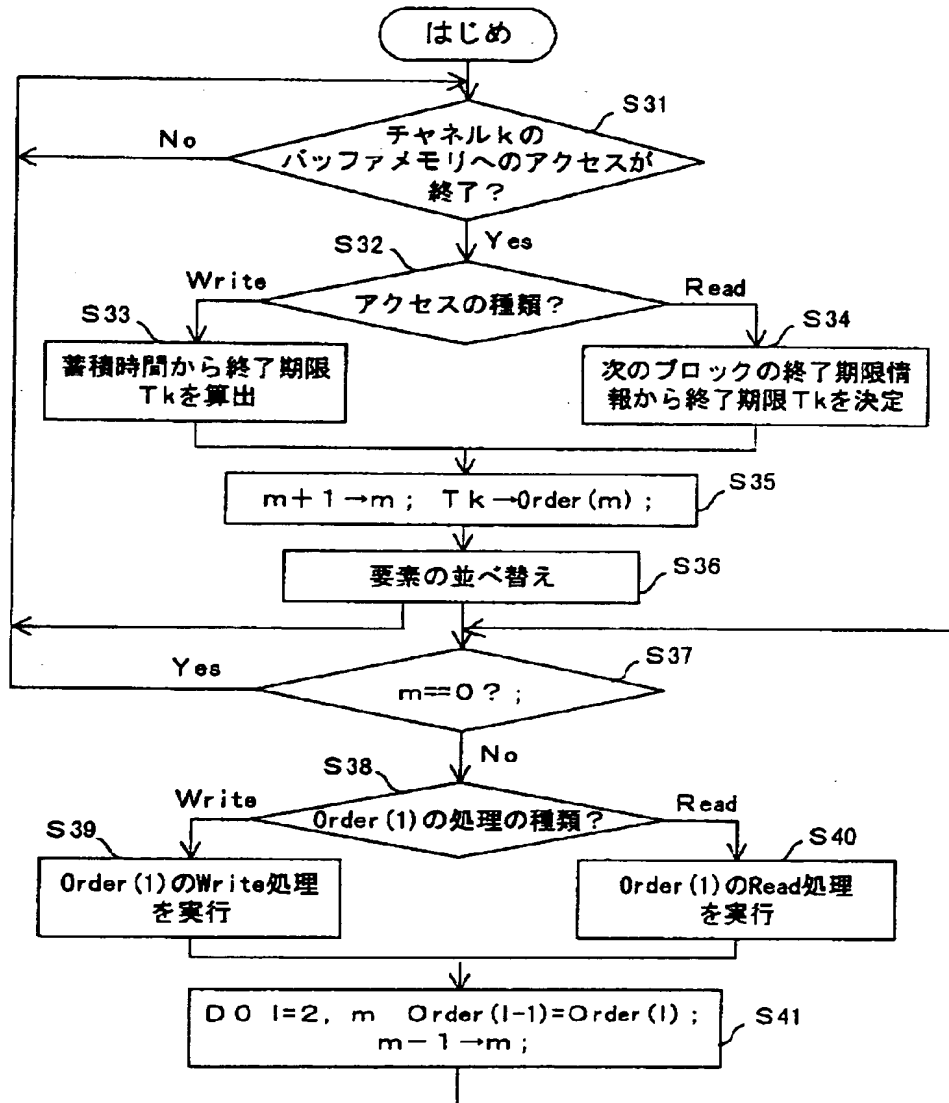 はじめ
S31
No
チャネルkの
バッファメモリへのアクセスが
終了?
Yes
S32
Write
アクセスの種類?
Read
S33
蓄積時間から終了期限
Tkを算出
S34
次のブロックの終了期限情
報から終了期限Tkを決定
m+1→m; Tk→Order(m);
S35
要素の並べ替え
S36
S37
Yes
m==0?;
No
S38
Write
Order(1)の処理の種類?
Read
S39
Order(1)のWrite処理
を実行
S40
Order(1)のRead処理
を実行
DO l=2, m Order(l-1)=Order(l);
m-1→m;
S41